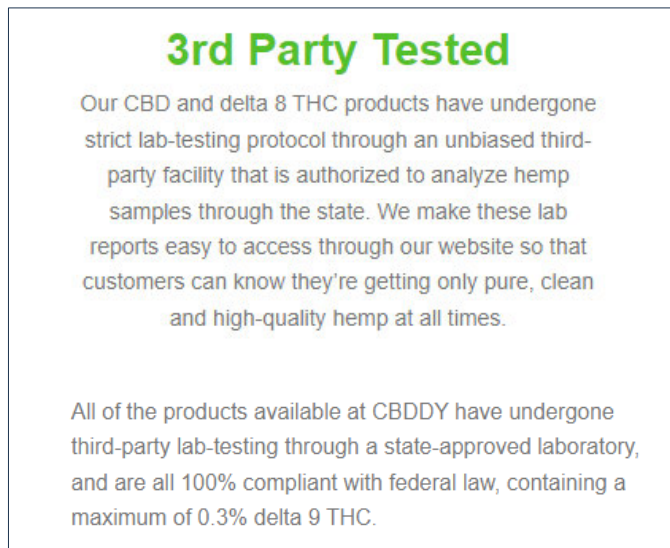 3rd Party Tested
Our CBD and delta 8 THC products have undergone
strict lab-testing protocol through an unbiased third-
party facility that is authorized to analyze hemp
samples through the state. We make these lab
reports easy to access through our website so that
customers can know they're getting only pure, clean
and high-quality hemp at all times.
All of the products available at CBDDY have undergone
third-party lab-testing through a state-approved laboratory,
and are all 100% compliant with federal law, containing a
maximum of 0.3% delta 9 THC.